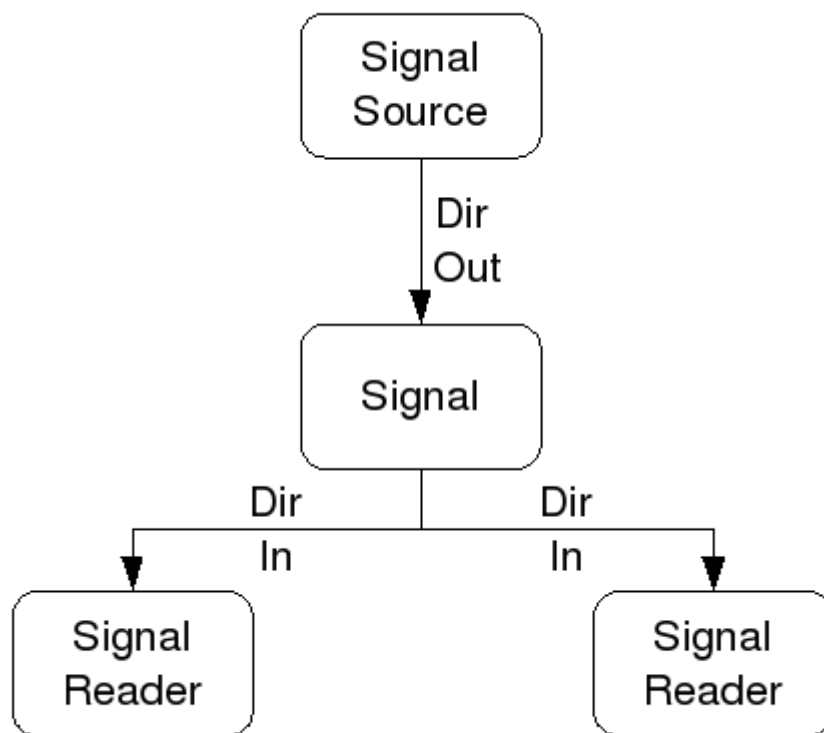 Signal
Source
Dir
Out
Signal
Dir
Dir
In
In
Signal
Reader
Signal
Reader